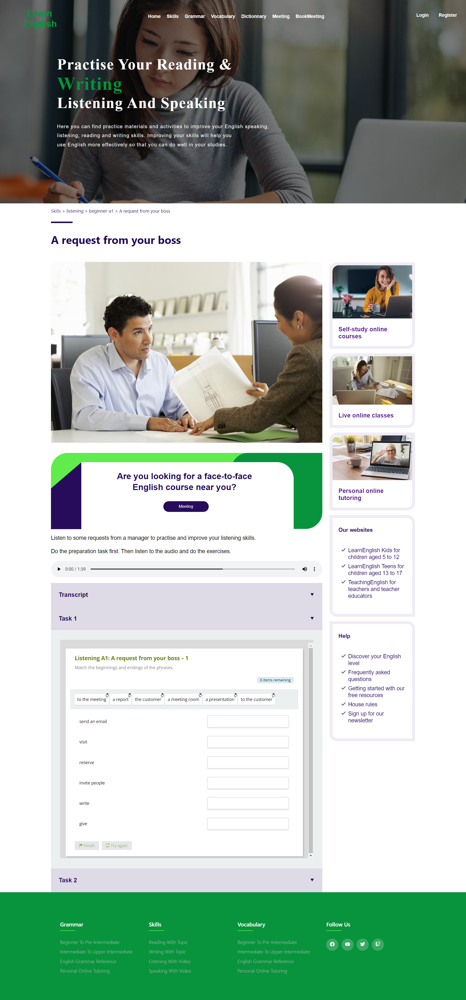 Learn
English
Home Skills Grammar Vocabulary Dictionnary Meeting BookMeeting
Login Register
Practise Your Reading &
Writing
Listening And Speaking
Here you can find practice materials and activities to improve your English speaking,
listening, reading and writing skills. Improving your skills will help you
use English more effectively so that you can do well in your studies.
Skills > listening > beginner-a1 > A request from your boss
A request from your boss
Are you looking for a face-to-face
English course near you?
Meeting
Listen to some requests from a manager to practise and improve your listening skills.
Do the preparation task first. Then listen to the audio and do the exercises.
0:00 / 1:39
Transcript
Task 1
Listening A1: A request from your boss – 1
Match the beginnings and endings of the phrases.
6 items remaining
to the meeting a report the customer a meeting room a presentation to the customer
send an email
visit
reserve
invite people
write
give
Finish Try again
Task 2
Self-study online
courses
Live online classes
Personal online
tutoring
Our websites
LearnEnglish Kids for
children aged 5 to 12
LearnEnglish Teens for
children aged 13 to 17
TeachingEnglish for
teachers and teacher
educators
Help
Discover your English
level
Frequently asked
questions
Getting started with our
free resources
House rules
Sign up for our
newsletter
Grammar
Beginner To Pre-Intermediate
Intermediate To Upper Intermediate
English Grammar Reference
Personal Online Tutoring
Skills
Reading With Topic
Writing With Topic
Listening With Video
Speaking With Video
Vocabulary
Beginner To Pre-Intermediate
Intermediate To Upper Intermediate
English Grammar Reference
Personal Online Tutoring
Follow Us